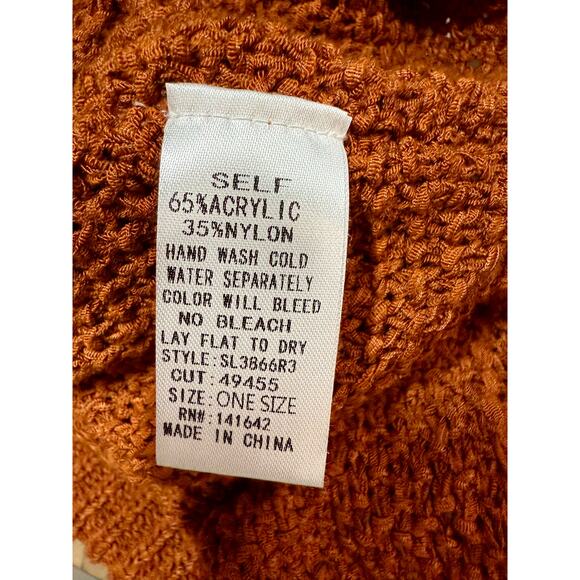 SELF
65%ACRYLIC
35%NYLON
HAND WASH COLD
WATER SEPARATELY
COLOR WILL BLEED
NO BLEACH
LAY FLAT TO DRY
STYLE:SL3866R3
CUT:49455
SIZE:ONE SIZE
RN#:141642
MADE IN CHINA